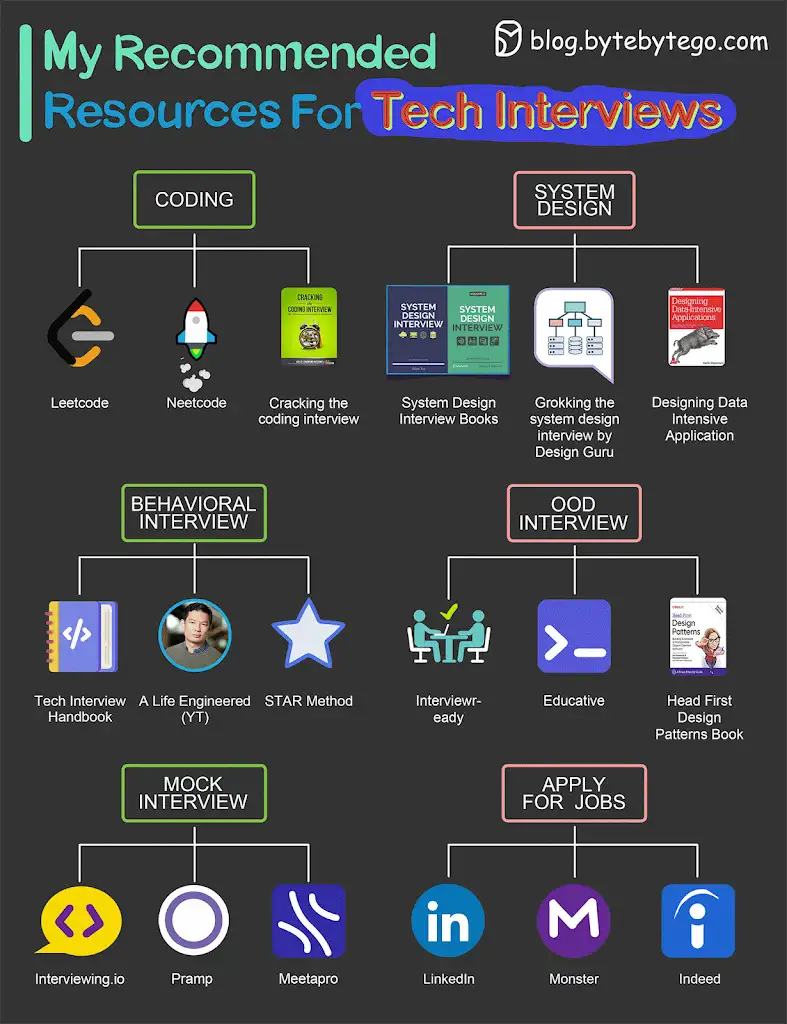 My Recommended
Resources For Tech Interviews
blog.bytebytego.com
CODING
Leetcode
Neetcode
CRACKING
the
CODING INTERVIEW
Cracking the
coding interview
SYSTEM
DESIGN
SYSTEM
DESIGN
INTERVIEW
SYSTEM
DESIGN
INTERVIEW
System Design
Interview Books
Grokking the
system design
interview by
Design Guru
Designing
Data-Intensive
Applications
Designing Data
Intensive
Application
BEHAVIORAL
INTERVIEW
Tech Interview
Handbook
A Life Engineered
(YT)
STAR Method
OOD
INTERVIEW
Interviewr-
eady
Educative
Head First
Design
Patterns
Head First
Design
Patterns Book
MOCK
INTERVIEW
Interviewing.io
Pramp
Meetapro
APPLY
FOR JOBS
in
LinkedIn
M
Monster
i
Indeed